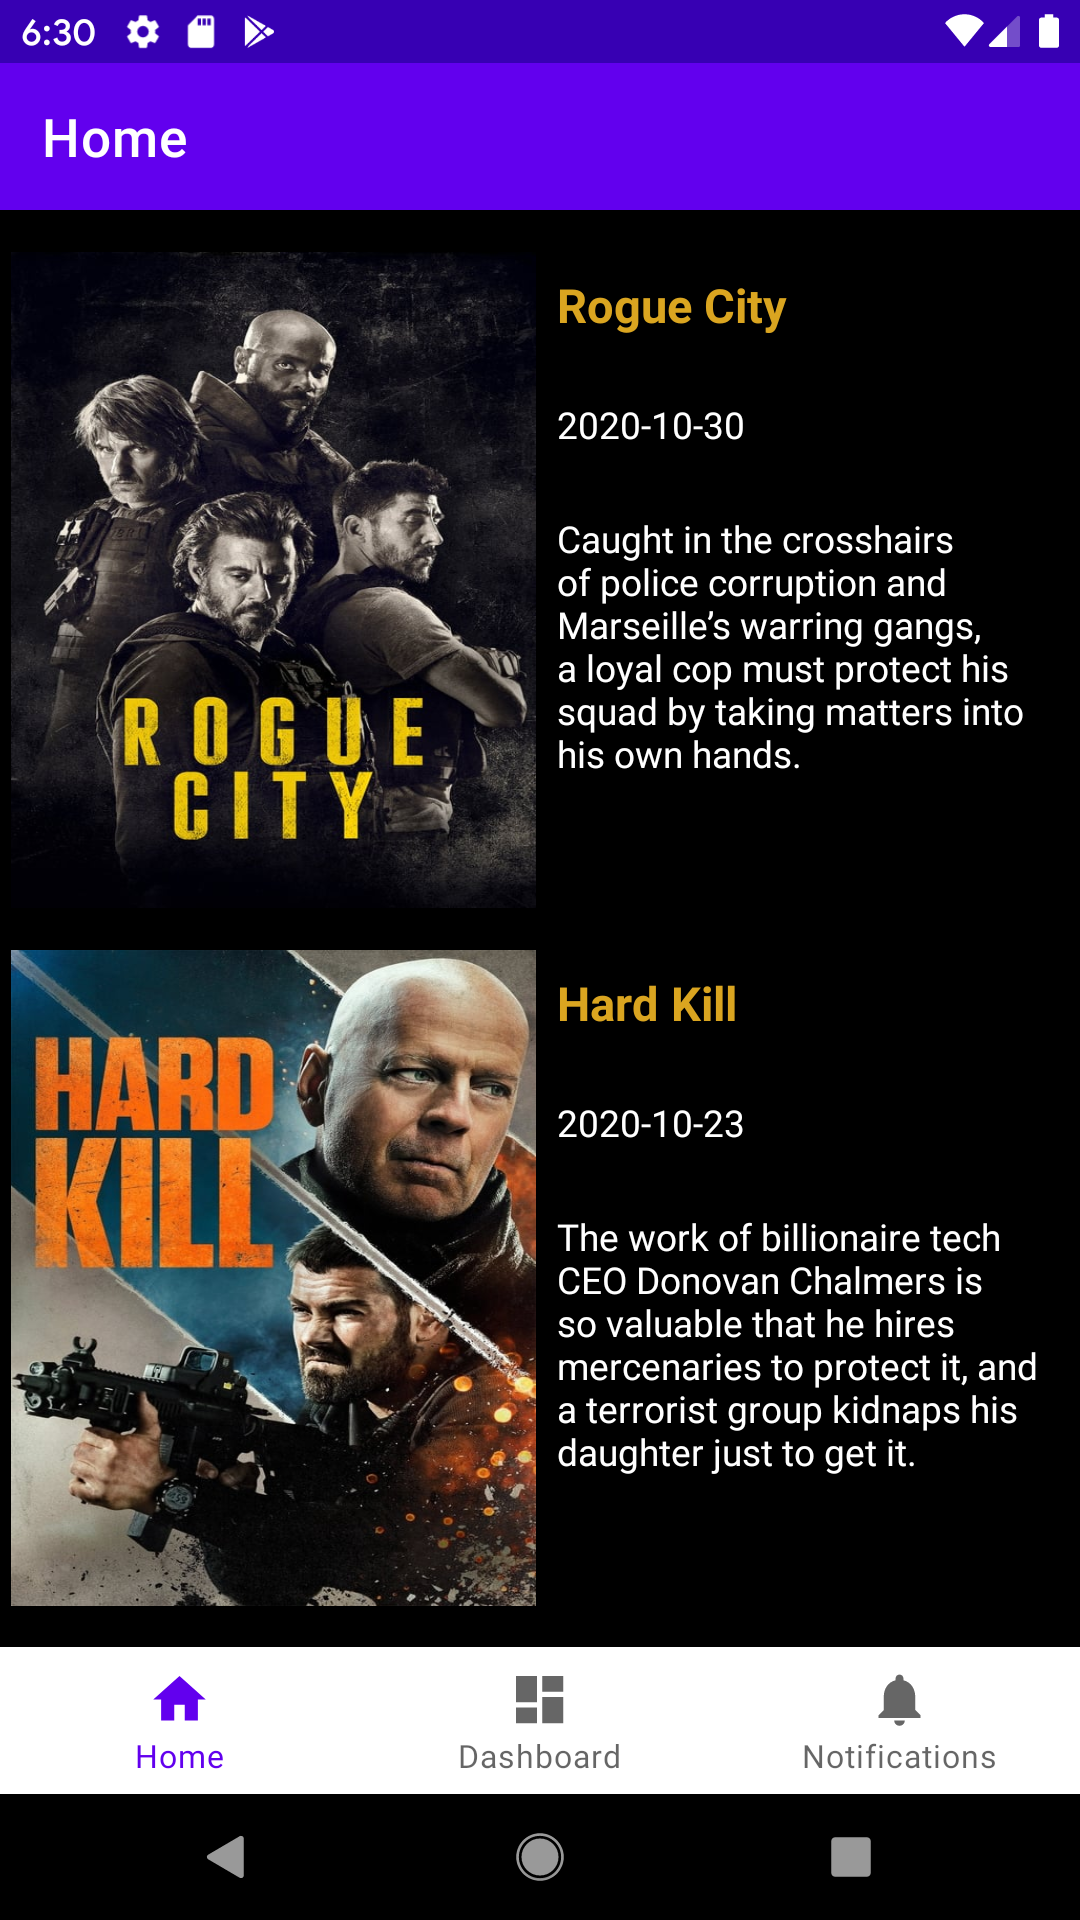 6:30
Home
ROGUE
CITY
Rogue City
2020-10-30
Caught in the crosshairs
of police corruption and
Marseille’s warring gangs,
a loyal cop must protect his
squad by taking matters into
his own hands.
HARD
KILL
Hard Kill
2020-10-23
The work of billionaire tech
CEO Donovan Chalmers is
so valuable that he hires
mercenaries to protect it, and
a terrorist group kidnaps his
daughter just to get it.
Home
Dashboard
Notifications